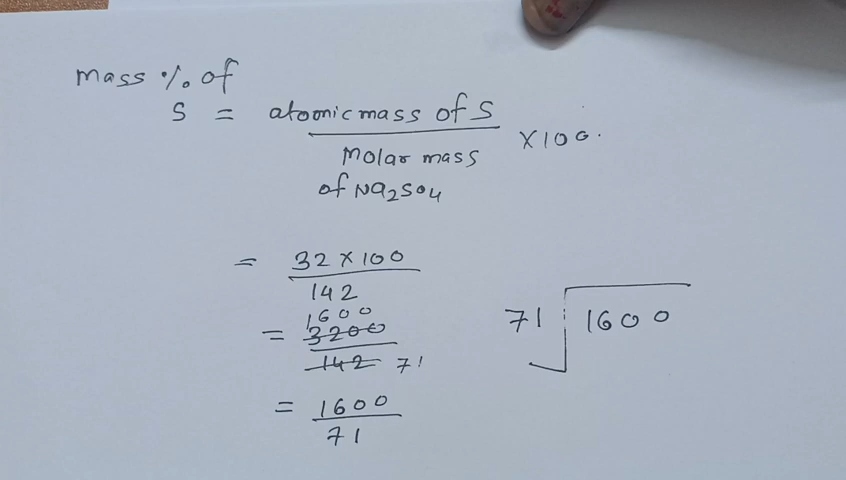 Mass % of
S = atomic mass of S
Molar mass × 100.
of Na2SO4
= 32 × 100
142
1600
= 3200
142 71
= 1600
71
71 1600